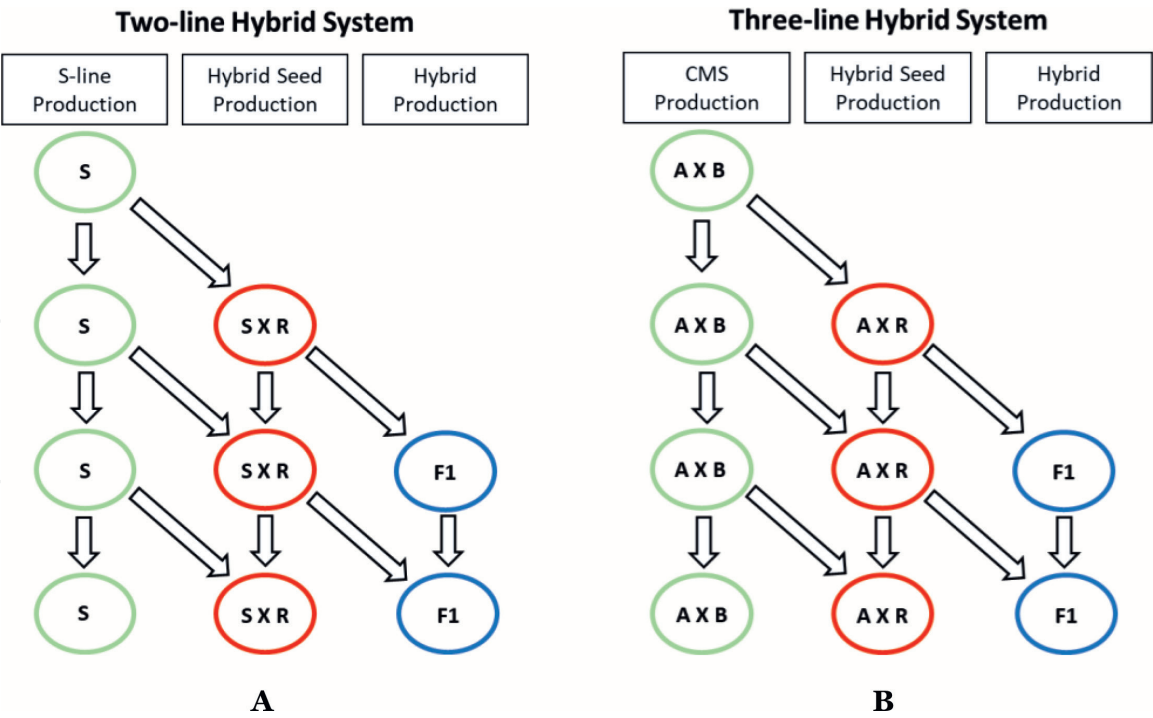 Two-line Hybrid System
S-line
Production
Hybrid Seed
Production
Hybrid
Production
S
S
S X R
S
S X R
F1
S
S X R
F1
A
Three-line Hybrid System
CMS
Production
Hybrid Seed
Production
Hybrid
Production
A X B
A X B
A X R
A X B
A X R
F1
A X B
A X R
F1
B